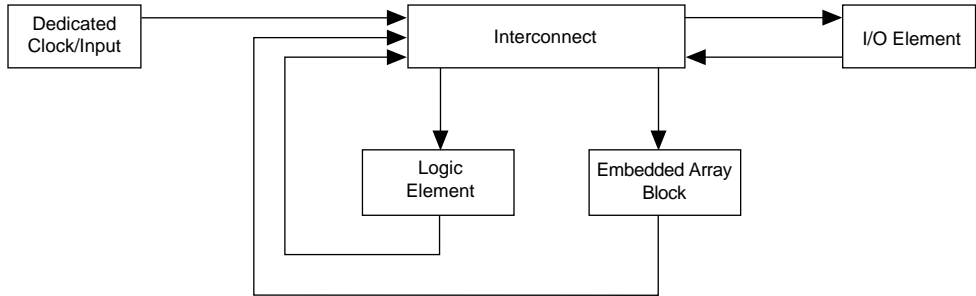 Dedicated
Clock/Input
Interconnect
I/O Element
Logic
Element
Embedded Array
Block